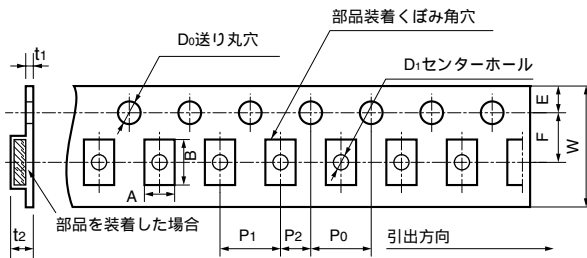 部品装着くぼみ角穴
D₀送り丸穴
D₁センターホール
t1
E
F
W
B
A
部品を装着した場合
t2
P1
P2
P0
引出方向